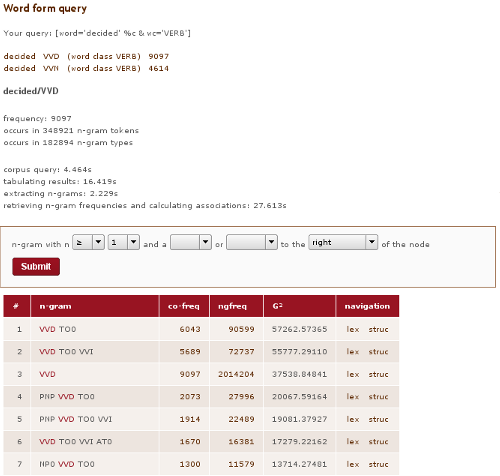 Word form query
Your query: [word='decided' %c & wc='VERB']
decided VVD (word class VERB) 9097
decided VVN (word class VERB) 4614
decided/VVD
frequency: 9097
occurs in 348921 n-gram tokens
occurs in 182894 n-gram types
corpus query: 4.464s
tabulating results: 16.419s
extracting n-grams: 2.229s
retrieving n-gram frequencies and calculating associations: 27.613s
n-gram with n ≥ 1 and a or to the right of the node
Submit
# n-gram co-freq ngfreq G² navigation
1 VVD TO0 6043 90599 57262.57365 lex struc
2 VVD TO0 VVI 5689 72737 55777.29110 lex struc
3 VVD 9097 2014204 37538.84841 lex struc
4 PNP VVD TO0 2073 27996 20067.59164 lex struc
5 PNP VVD TO0 VVI 1914 22489 19081.37927 lex struc
6 VVD TO0 VVI AT0 1670 16381 17279.22162 lex struc
7 NP0 VVD TO0 1300 11579 13714.27481 lex struc